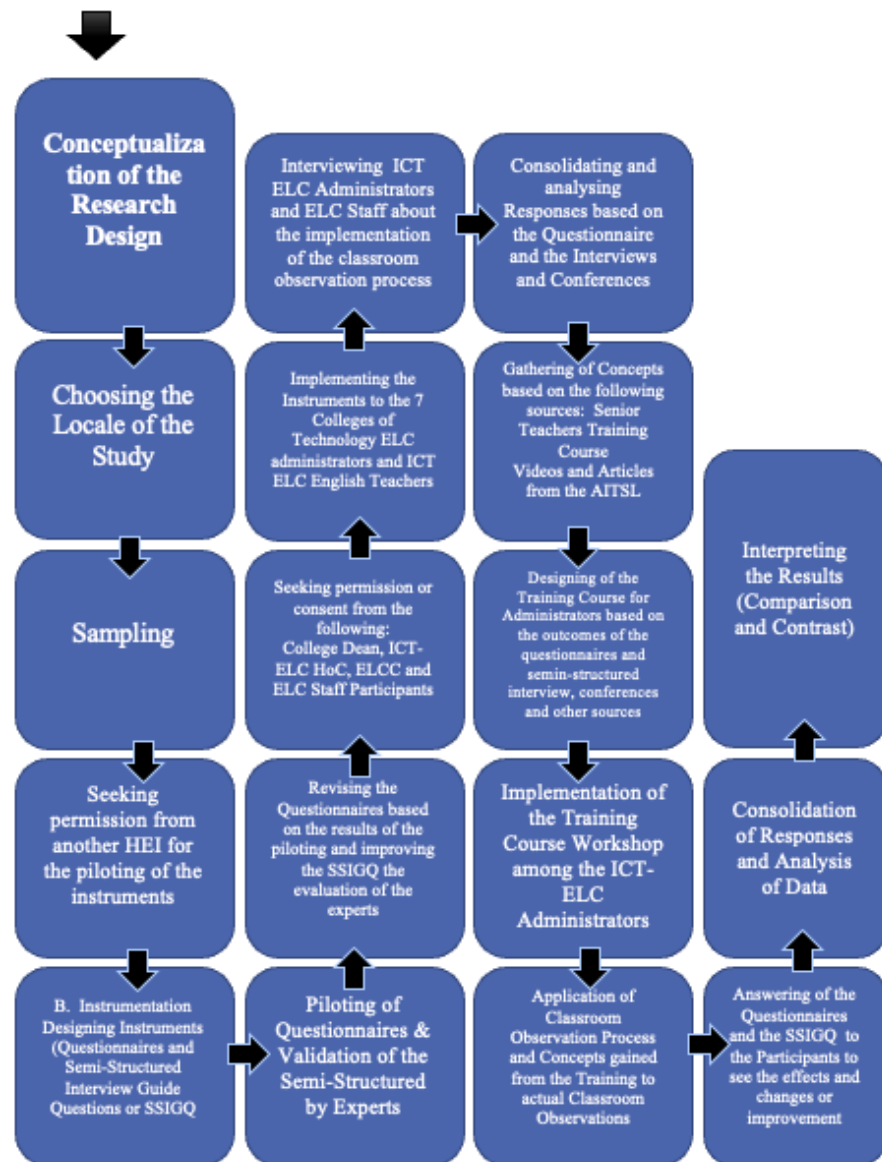 Conceptualiza
tion of the
Research
Design
Choosing the
Locale of the
Study
Sampling
Seeking
permission from
another HEI for
the piloting of the
instruments
B. Instrumentation
Designing Instruments
(Questionnaires and
Semi-Structured
Interview Guide
Questions or SSIGQ
Piloting of
Questionnaires &
Validation of the
Semi-Structured
by Experts
Revising the
Questionnaires based
on the results of the
piloting and improving
the SSIGQ the
evaluation of the
experts
Seeking permission or
consent from the
following:
College Dean, ICT-
ELC HoC, ELCC and
ELC Staff Participants
Implementing the
Instruments to the 7
Colleges of
Technology ELC
administrators and ICT
ELC English Teachers
Interviewing ICT
ELC Administrators
and ELC Staff about
the implementation
of the classroom
observation process
Consolidating and
analysing
Responses based on
the Questionnaire
and the Interviews
and Conferences
Gathering of Concepts
based on the following
sources: Senior
Teachers Training
Course
Videos and Articles
from the AITSL
Designing of the
Training Course for
Administrators based on
the outcomes of the
questionnaires and
semin-structured
interview, conferences
and other sources
Implementation of
the Training
Course Workshop
among the ICT-
ELC
Administrators
Application of
Classroom
Observation Process
and Concepts gained
from the Training to
actual Classroom
Observations
Answering of the
Questionnaires
and the SSIGQ to
the Participants to
see the effects and
changes or
improvement
Consolidation
of Responses
and Analysis
of Data
Interpreting
the Results
(Comparison
and Contrast)